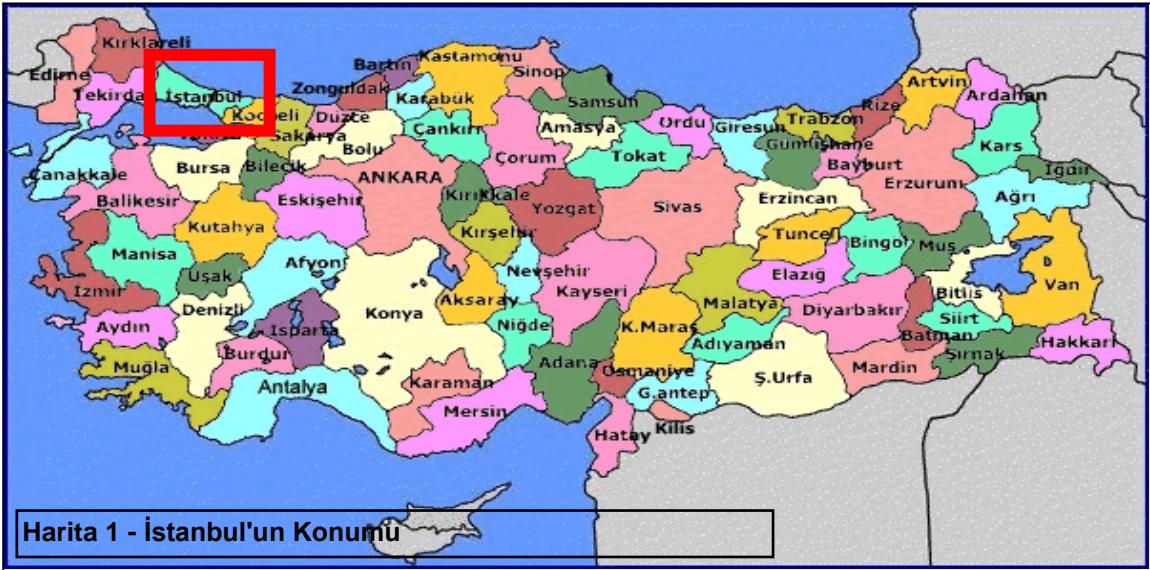 Kırklareli
Edirne
Tekirda
İstanbul
Kocaeli
Sakarya
Düzce
Zonguldak
Bartın
Kastamonu
Sinop
Karabük
Bolu
Çankırı
Samsun
Amasya
Ordu
Giresun
Trabzon
Rize
Artvin
Ardahan
Kars
Iğdır
Ağrı
Erzurum
Bayburt
Gümüşhane
Tokat
Çorum
Çanakkale
Balikesir
Bursa
Bilecik
Eskişehir
ANKARA
Kırıkkale
Yozgat
Sivas
Erzincan
Kutahya
Kırşehir
Tunceli
Bingöl
Muş
Manisa
Uşak
Afyon
Nevşehir
Kayseri
Elazığ
Bitlis
Van
İzmir
Denizli
Konya
Aksaray
Malatya
Diyarbakır
Siirt
Aydın
Isparta
Niğde
K.Maraş
Adıyaman
Batman
Hakkari
Şırnak
Muğla
Burdur
Adana
Osmaniye
Ş.Urfa
Mardin
Antalya
Karaman
G.antep
Mersin
Hatay
Kilis
Harita 1 - İstanbul'un Konumu